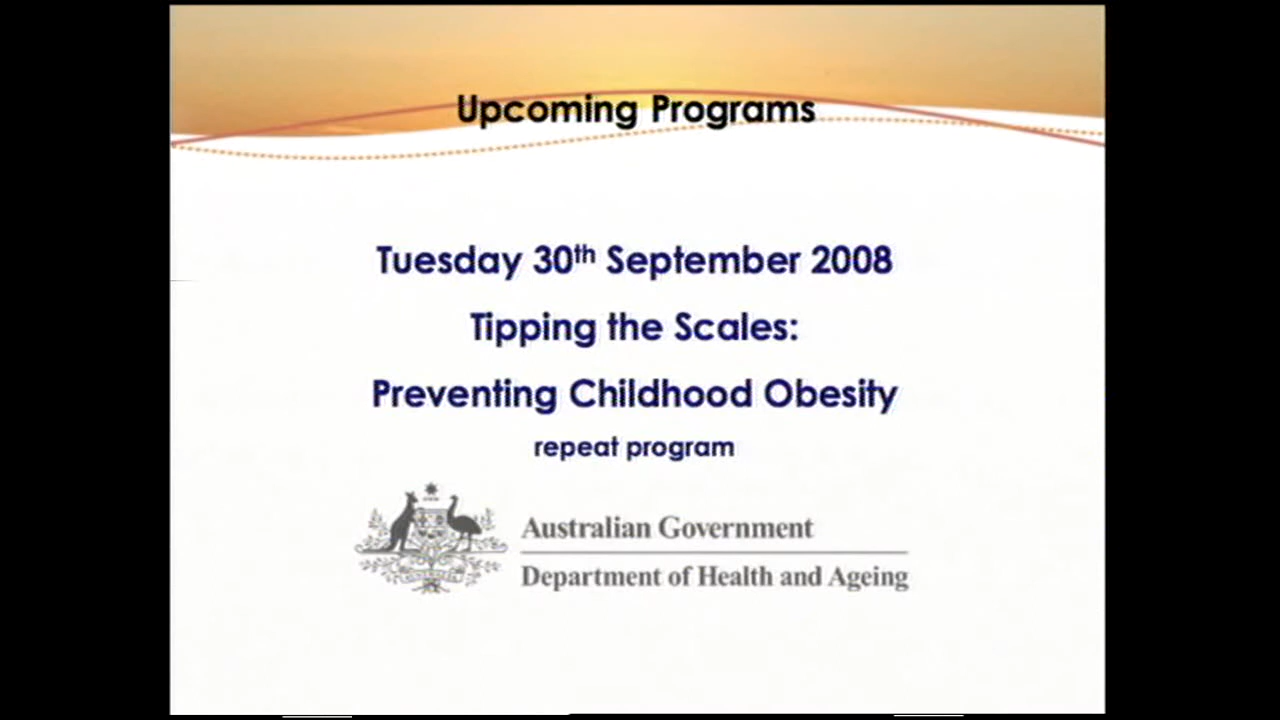 Upcoming Programs
Tuesday 30th September 2008
Tipping the Scales:
Preventing Childhood Obesity
repeat program
Australian Government
Department of Health and Ageing